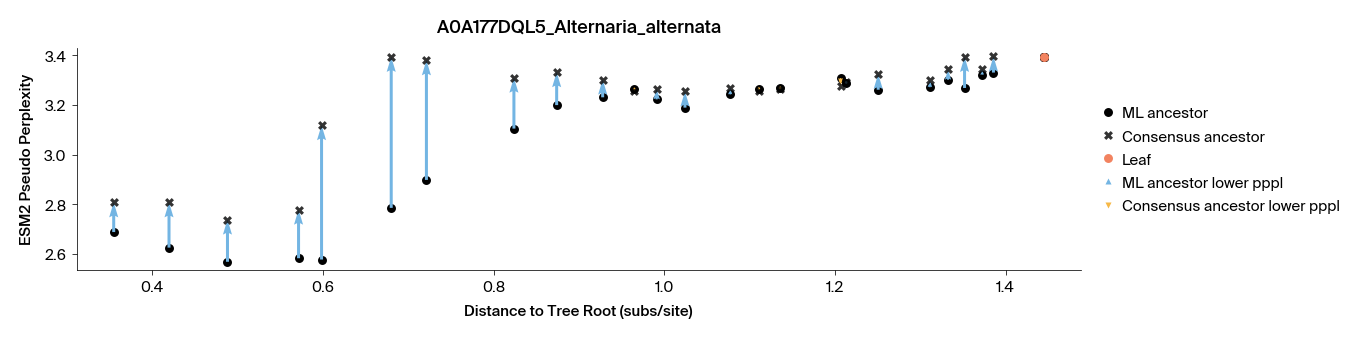 A0A177DQL5_Alternaria_alternata
ESM2 Pseudo Perplexity
3.4
3.2
3.0
2.8
2.6
0.4 0.6 0.8 1.0 1.2 1.4
Distance to Tree Root (subs/site)
ML ancestor
Consensus ancestor
Leaf
ML ancestor lower pppl
Consensus ancestor lower pppl